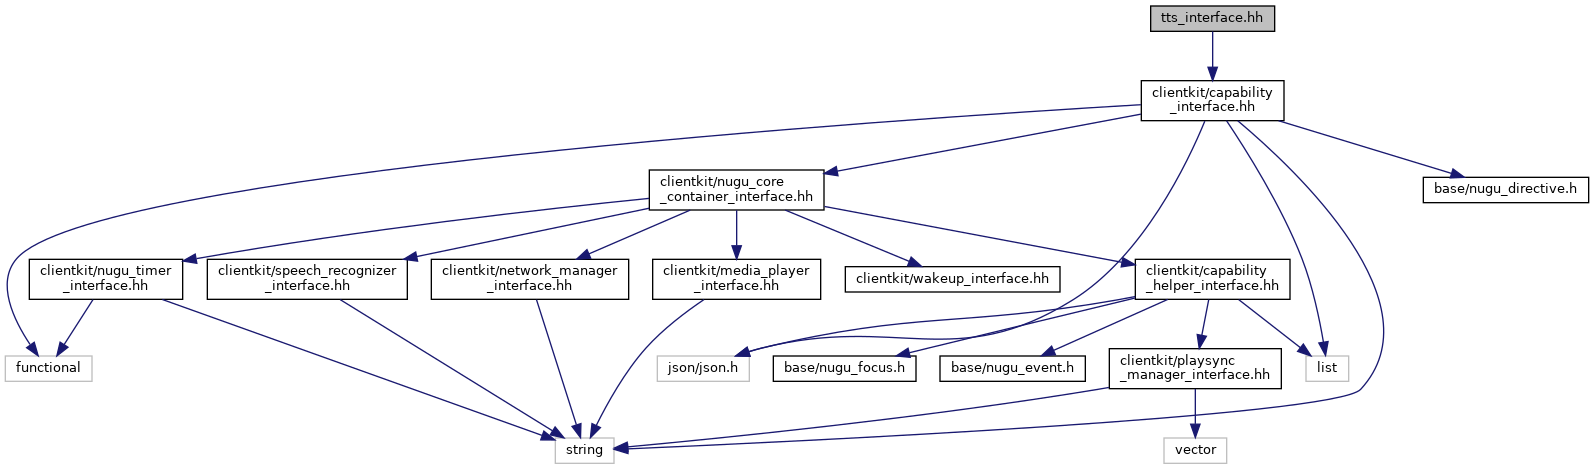 tts_interface.hh
clientkit/capability
_interface.hh
clientkit/nugu_core
_container_interface.hh
base/nugu_directive.h
clientkit/nugu_timer
_interface.hh
clientkit/speech_recognizer
_interface.hh
clientkit/network_manager
_interface.hh
clientkit/media_player
_interface.hh
clientkit/wakeup_interface.hh
clientkit/capability
_helper_interface.hh
functional
json/json.h
base/nugu_focus.h
base/nugu_event.h
clientkit/playsync
_manager_interface.hh
list
string
vector